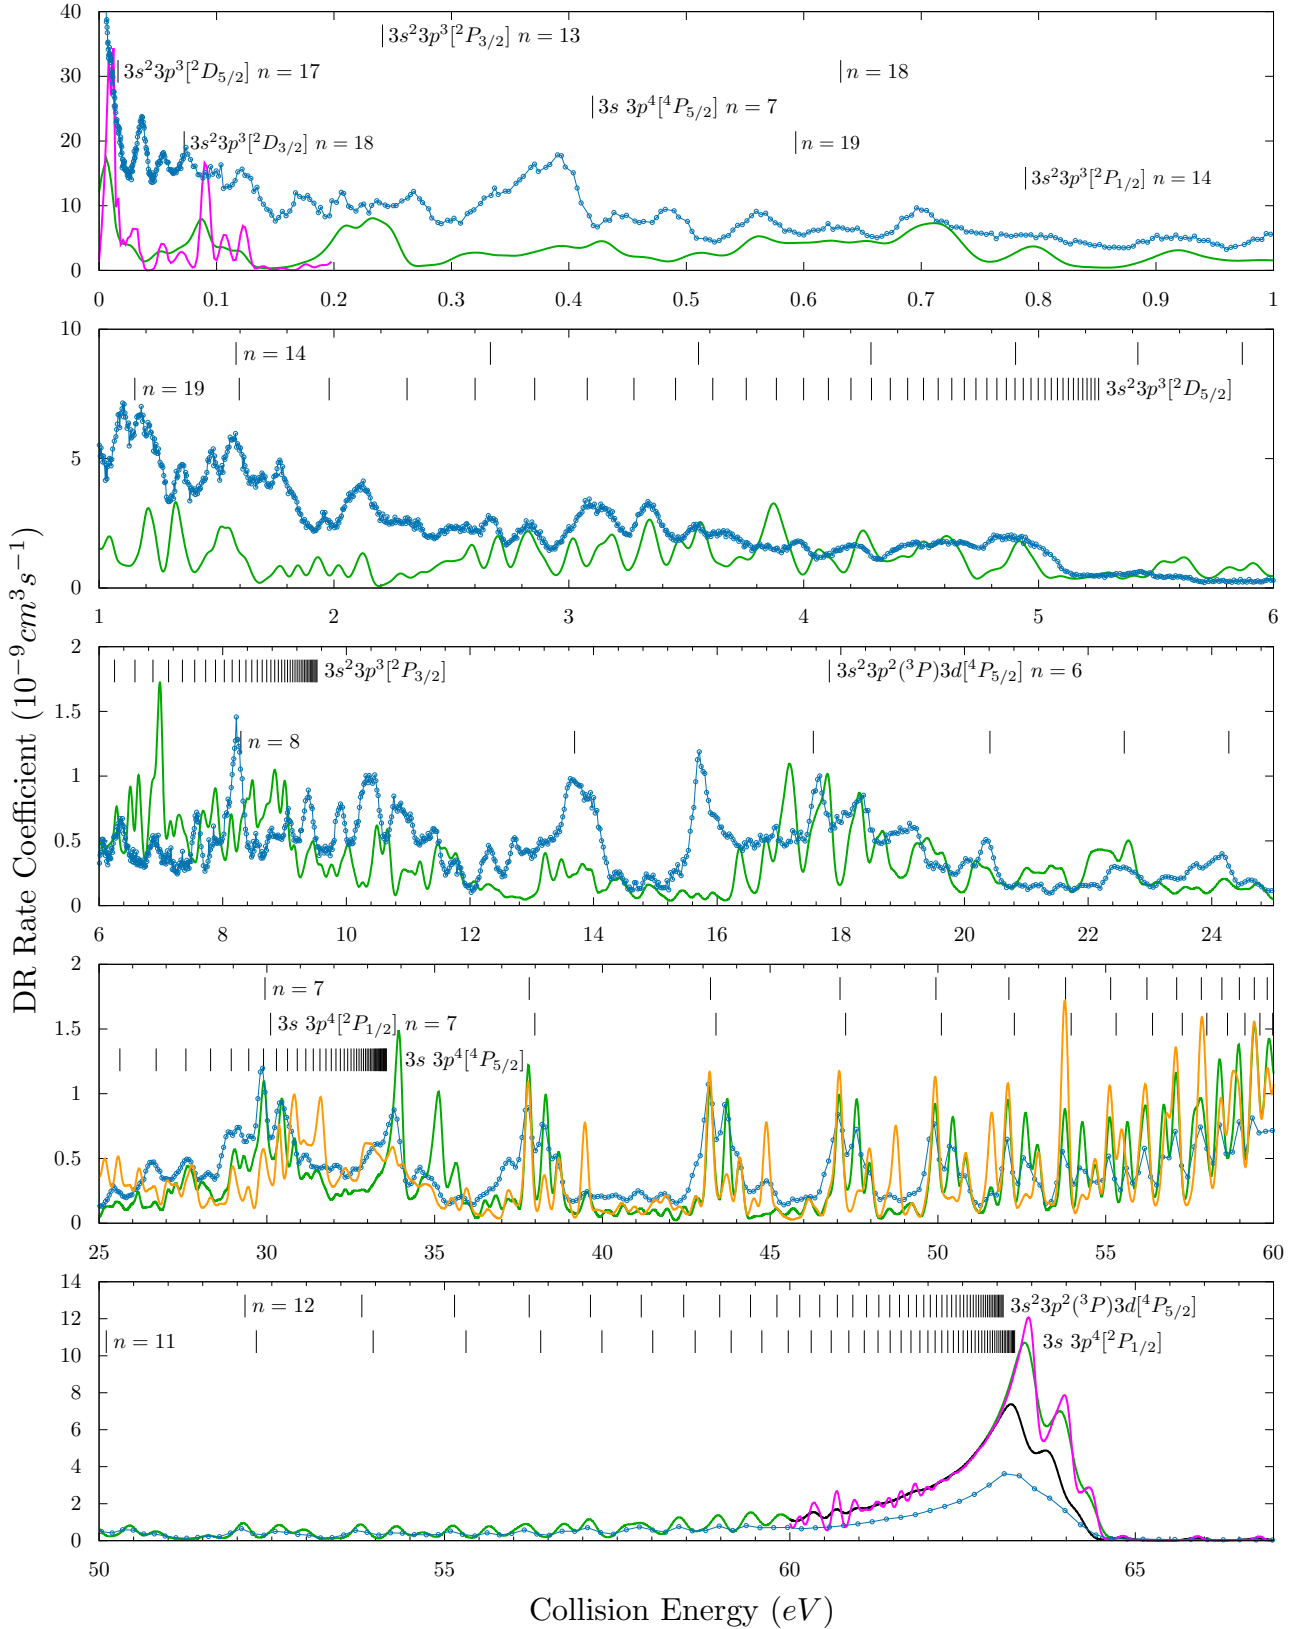 DR Rate Coefficient (10⁻⁹cm³s⁻¹)
40
30
20
10
0
3s²3p³[²P₃/₂] n = 13
3s²3p³[²D₅/₂] n = 17
n = 18
3s 3p⁴[⁴P₅/₂] n = 7
3s²3p³[²D₃/₂] n = 18
n = 19
3s²3p³[²P₁/₂] n = 14
0 0.1 0.2 0.3 0.4 0.5 0.6 0.7 0.8 0.9 1
10
5
0
n = 14
n = 19
3s²3p³[²D₅/₂]
1 2 3 4 5 6
2
1.5
1
0.5
0
3s²3p³[²P₃/₂]
3s²3p²(³P)3d[⁴P₅/₂] n = 6
n = 8
6 8 10 12 14 16 18 20 22 24
2
1.5
1
0.5
0
n = 7
3s 3p⁴[²P₁/₂] n = 7
3s 3p⁴[⁴P₅/₂]
25 30 35 40 45 50 55 60
14
12
10
8
6
4
2
0
n = 12
3s²3p²(³P)3d[⁴P₅/₂]
n = 11
3s 3p⁴[²P₁/₂]
50 55 60 65
Collision Energy (eV)